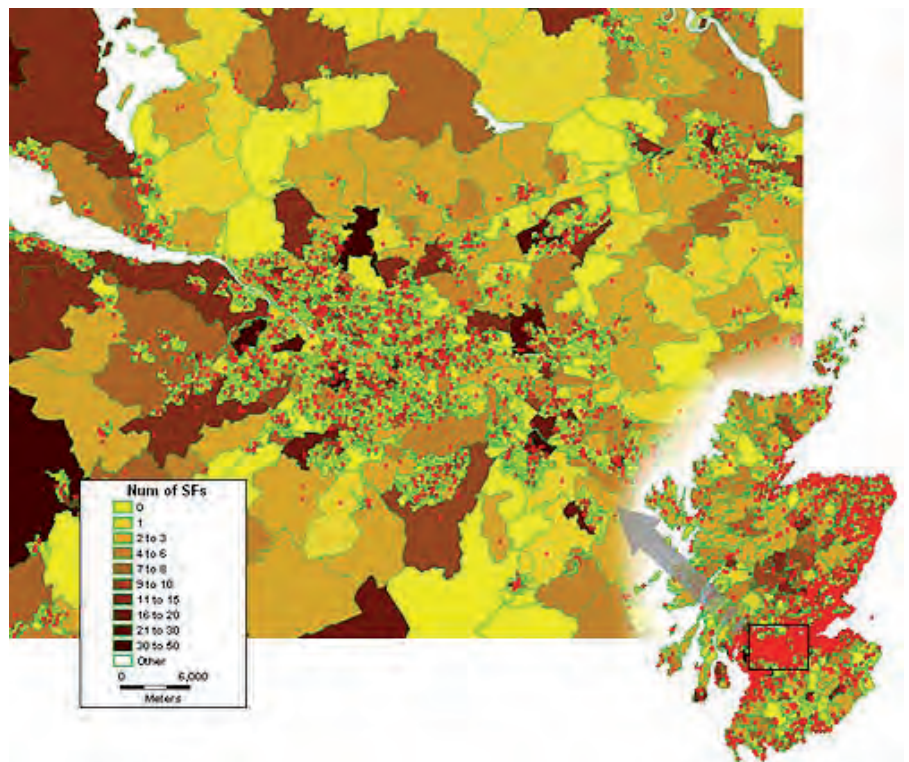 Num of SFs
0
1
2 to 3
4 to 6
7 to 8
9 to 10
11 to 15
16 to 20
21 to 30
30 to 50
Other
0 6,000
Meters